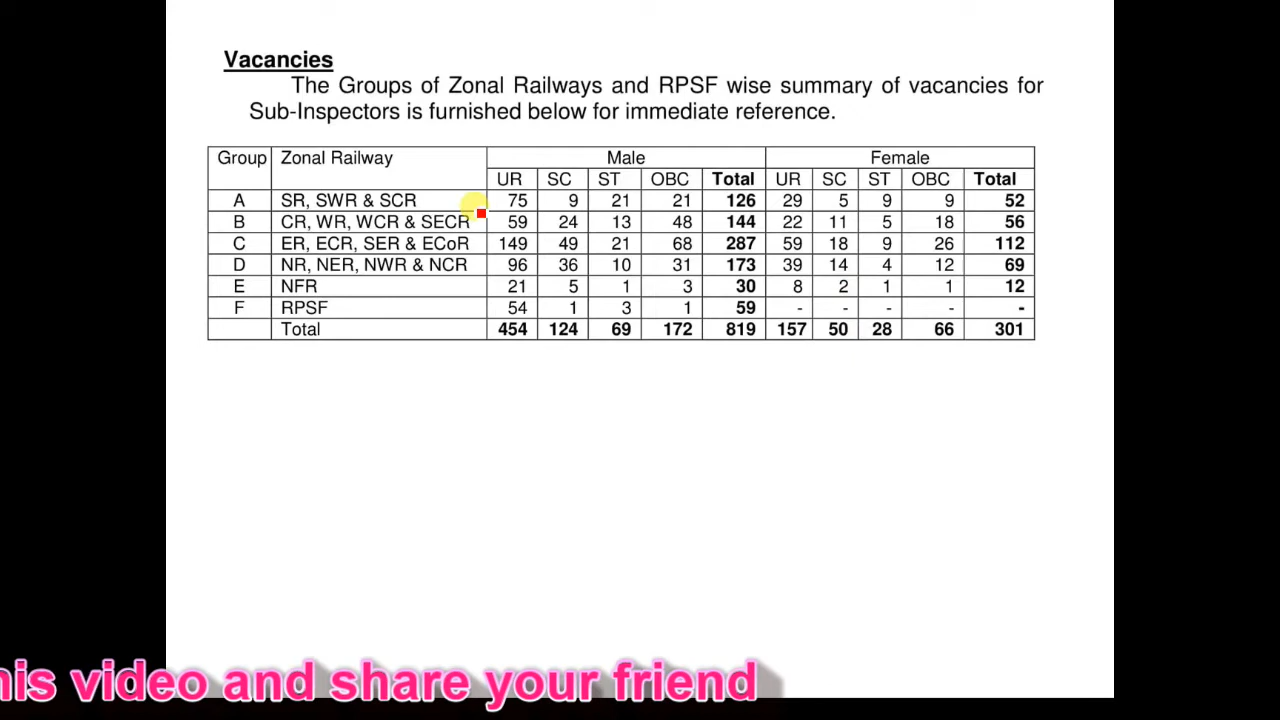 Vacancies
The Groups of Zonal Railways and RPSF wise summary of vacancies for
Sub-Inspectors is furnished below for immediate reference.
Group Zonal Railway Male Female
UR SC ST OBC Total UR SC ST OBC Total
A SR, SWR & SCR 75 9 21 21 126 29 5 9 9 52
B CR, WR, WCR & SECR 59 24 13 48 144 22 11 5 18 56
C ER, ECR, SER & ECoR 149 49 21 68 287 59 18 9 26 112
D NR, NER, NWR & NCR 96 36 10 31 173 39 14 4 12 69
E NFR 21 5 1 3 30 8 2 1 1 12
F RPSF 54 1 3 1 59 - - - - -
Total 454 124 69 172 819 157 50 28 66 301
his video and share your friend